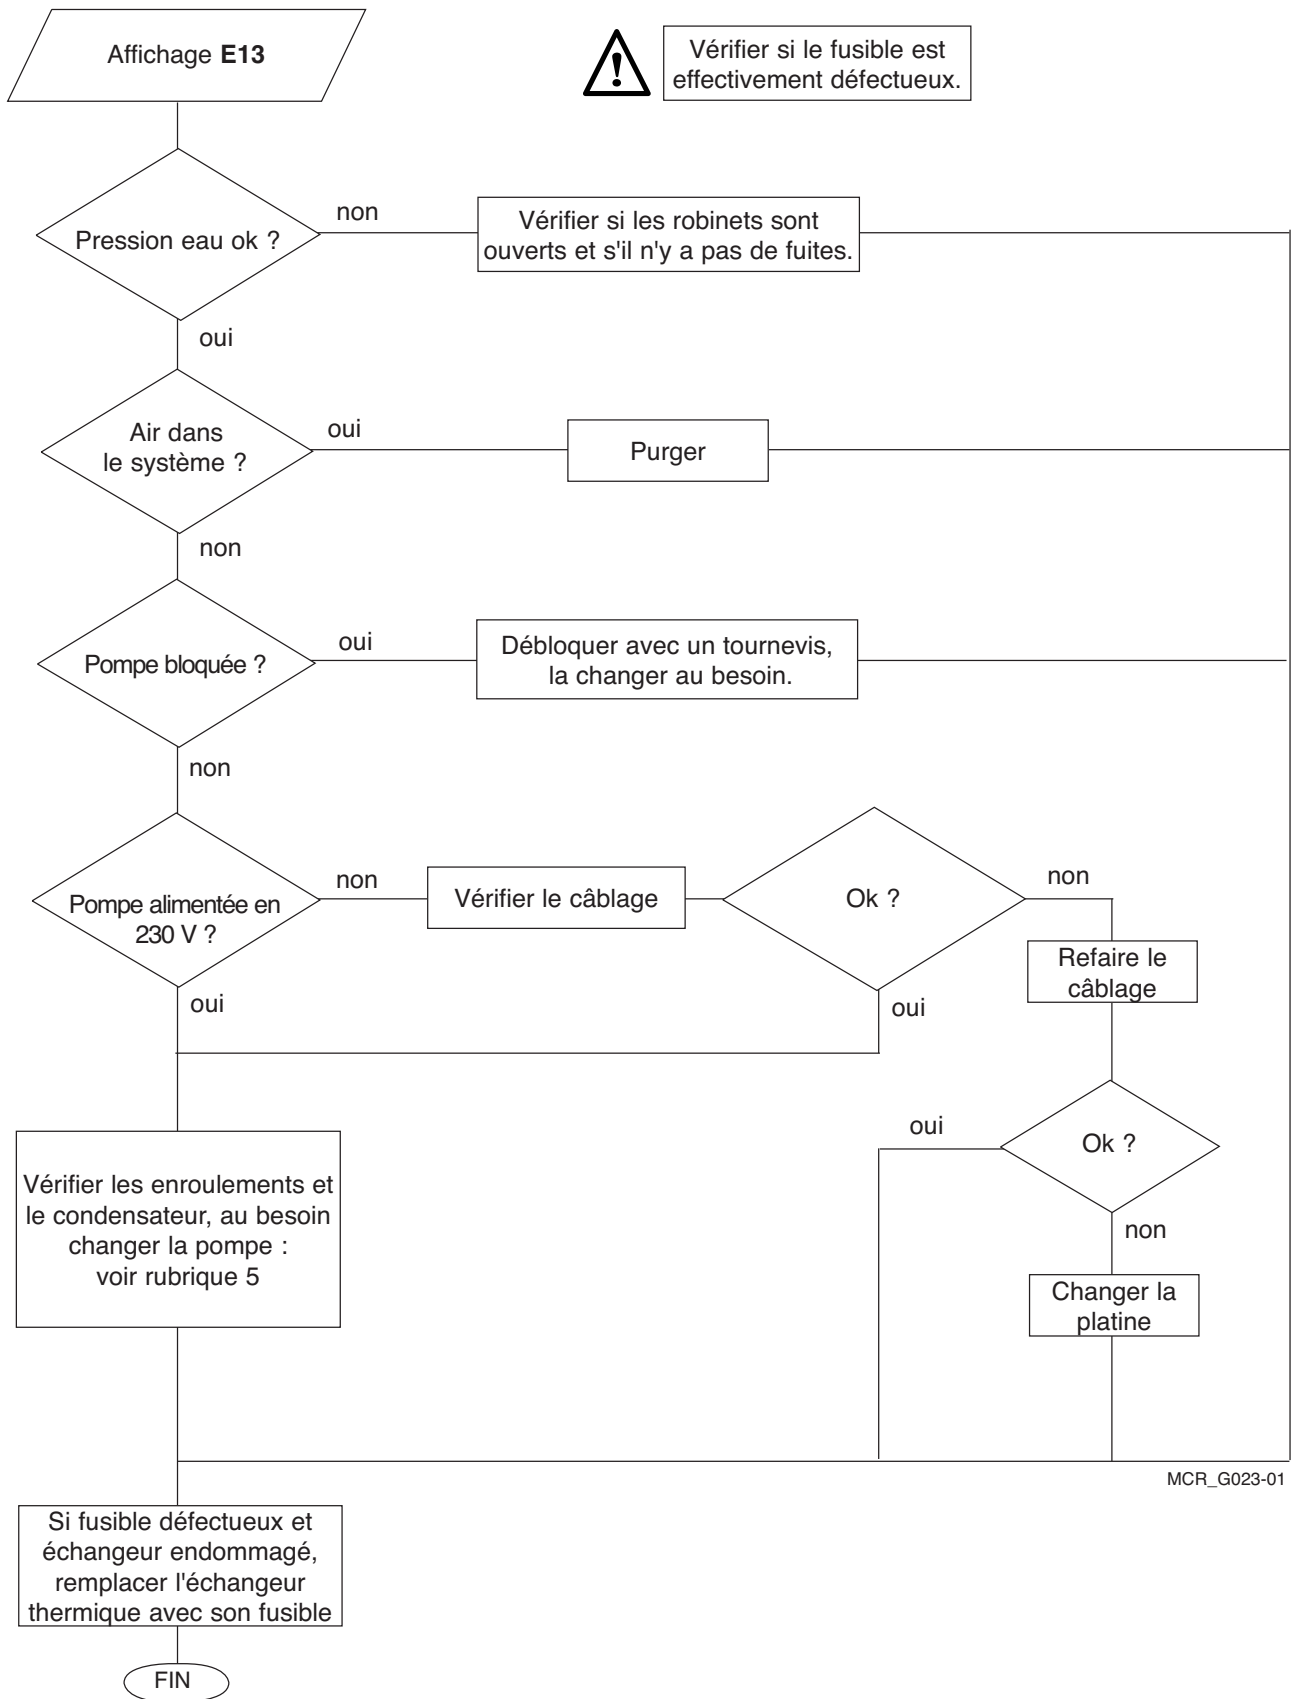 Affichage E13
Vérifier si le fusible est
effectivement défectueux.
Pression eau ok ?
non
Vérifier si les robinets sont
ouverts et s'il n'y a pas de fuites.
oui
Air dans
le système ?
oui
Purger
non
Pompe bloquée ?
oui
Débloquer avec un tournevis,
la changer au besoin.
non
Pompe alimentée en
230 V ?
non
Vérifier le câblage
Ok ?
non
Refaire le
câblage
oui
oui
oui
Ok ?
non
Changer la
platine
Vérifier les enroulements et
le condensateur, au besoin
changer la pompe :
voir rubrique 5
MCR_G023-01
Si fusible défectueux et
échangeur endommagé,
remplacer l'échangeur
thermique avec son fusible
FIN